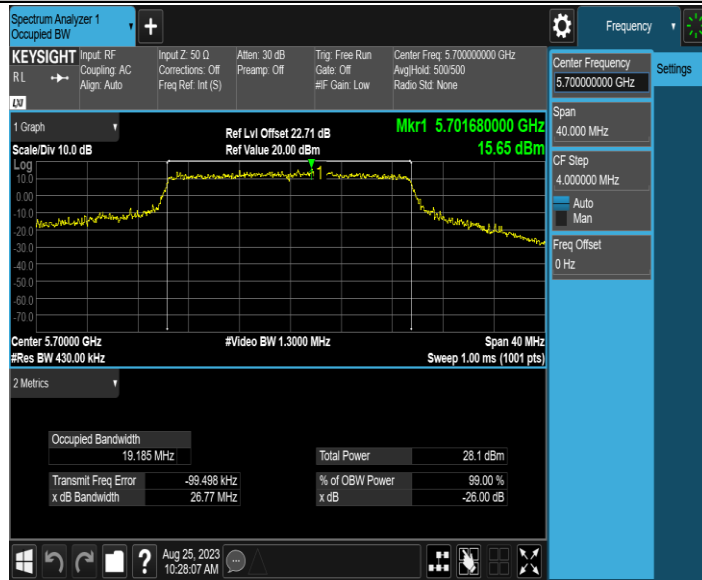 Spectrum Analyzer 1
Occupied BW
+
Frequency
KEYSIGHT
RL
LXI
Input: RF
Coupling: AC
Align: Auto
Input Z: 50 Ω
Corrections: Off
Freq Ref: Int (S)
Atten: 30 dB
Preamp: Off
Trig: Free Run
Gate: Off
#IF Gain: Low
Center Freq: 5.700000000 GHz
Avg|Hold: 500/500
Radio Std: None
Center Frequency
5.700000000 GHz
Settings
Span
40.000 MHz
CF Step
4.000000 MHz
Auto
Man
Freq Offset
0 Hz
1 Graph
Scale/Div 10.0 dB
Ref Lvl Offset 22.71 dB
Ref Value 20.00 dBm
Mkr1 5.701680000 GHz
15.65 dBm
Log
10.0
0.00
-10.0
-20.0
-30.0
-40.0
-50.0
-60.0
-70.0
1
Center 5.70000 GHz
#Res BW 430.00 kHz
#Video BW 1.3000 MHz
Span 40 MHz
Sweep 1.00 ms (1001 pts)
2 Metrics
Occupied Bandwidth
19.185 MHz
Total Power 28.1 dBm
Transmit Freq Error -99.498 kHz
% of OBW Power 99.00 %
x dB Bandwidth 26.77 MHz
x dB -26.00 dB
?
Aug 25, 2023
10:28:07 AM